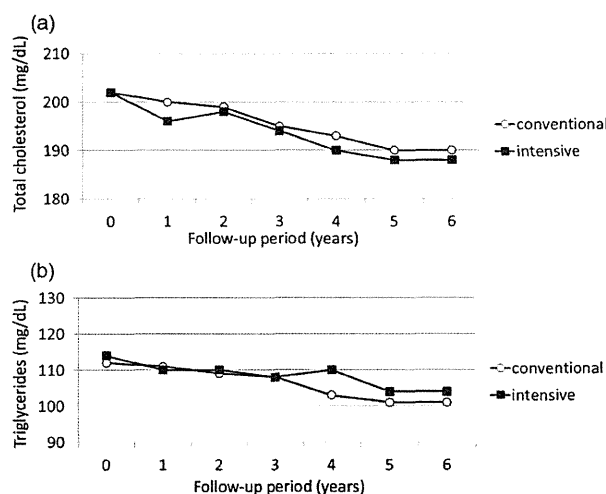 (a)
Total cholesterol (mg/dL)
210
200
190
180
0 1 2 3 4 5 6
Follow-up period (years)
conventional
intensive
(b)
Triglycerides (mg/dL)
130
120
110
100
90
0 1 2 3 4 5 6
Follow-up period (years)
conventional
intensive